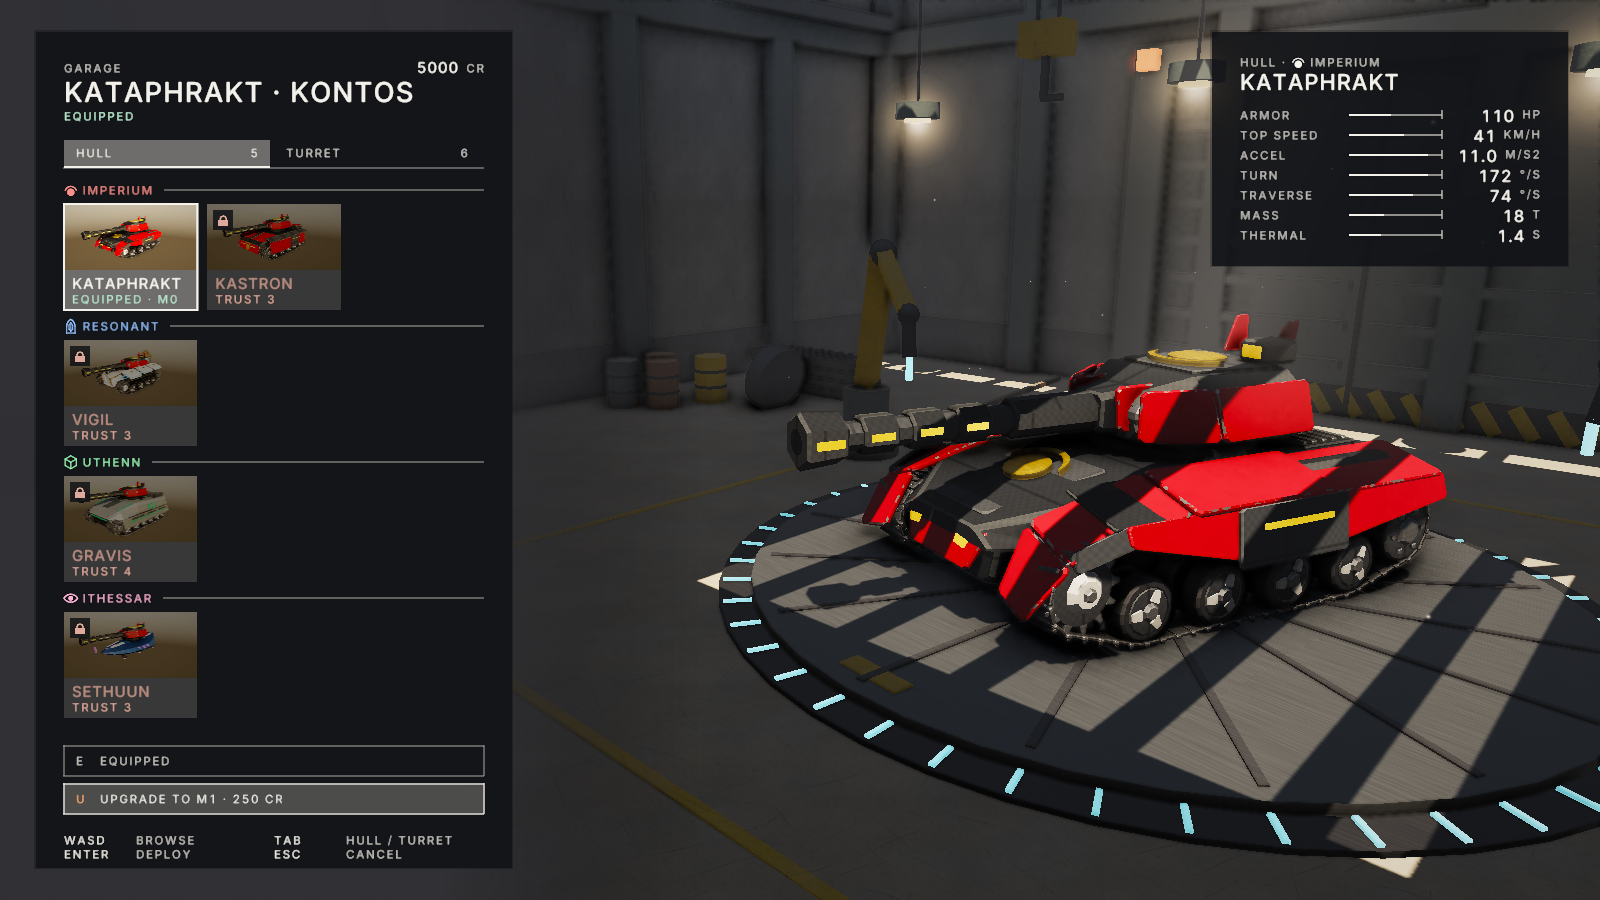 GARAGE 5000 CR
KATAPHRAKT · KONTOS
EQUIPPED
HULL 5 TURRET 6
IMPERIUM
KATAPHRAKT
EQUIPPED · M0
KASTRON
TRUST 3
RESONANT
VIGIL
TRUST 3
UTHENN
GRAVIS
TRUST 4
ITHESSAR
SETHUUN
TRUST 3
E EQUIPPED
U UPGRADE TO M1 · 250 CR
WASD BROWSE TAB HULL / TURRET
ENTER DEPLOY ESC CANCEL
HULL · IMPERIUM
KATAPHRAKT
ARMOR 110 HP
TOP SPEED 41 KM/H
ACCEL 11.0 M/S2
TURN 172 °/S
TRAVERSE 74 °/S
MASS 18 T
THERMAL 1.4 S